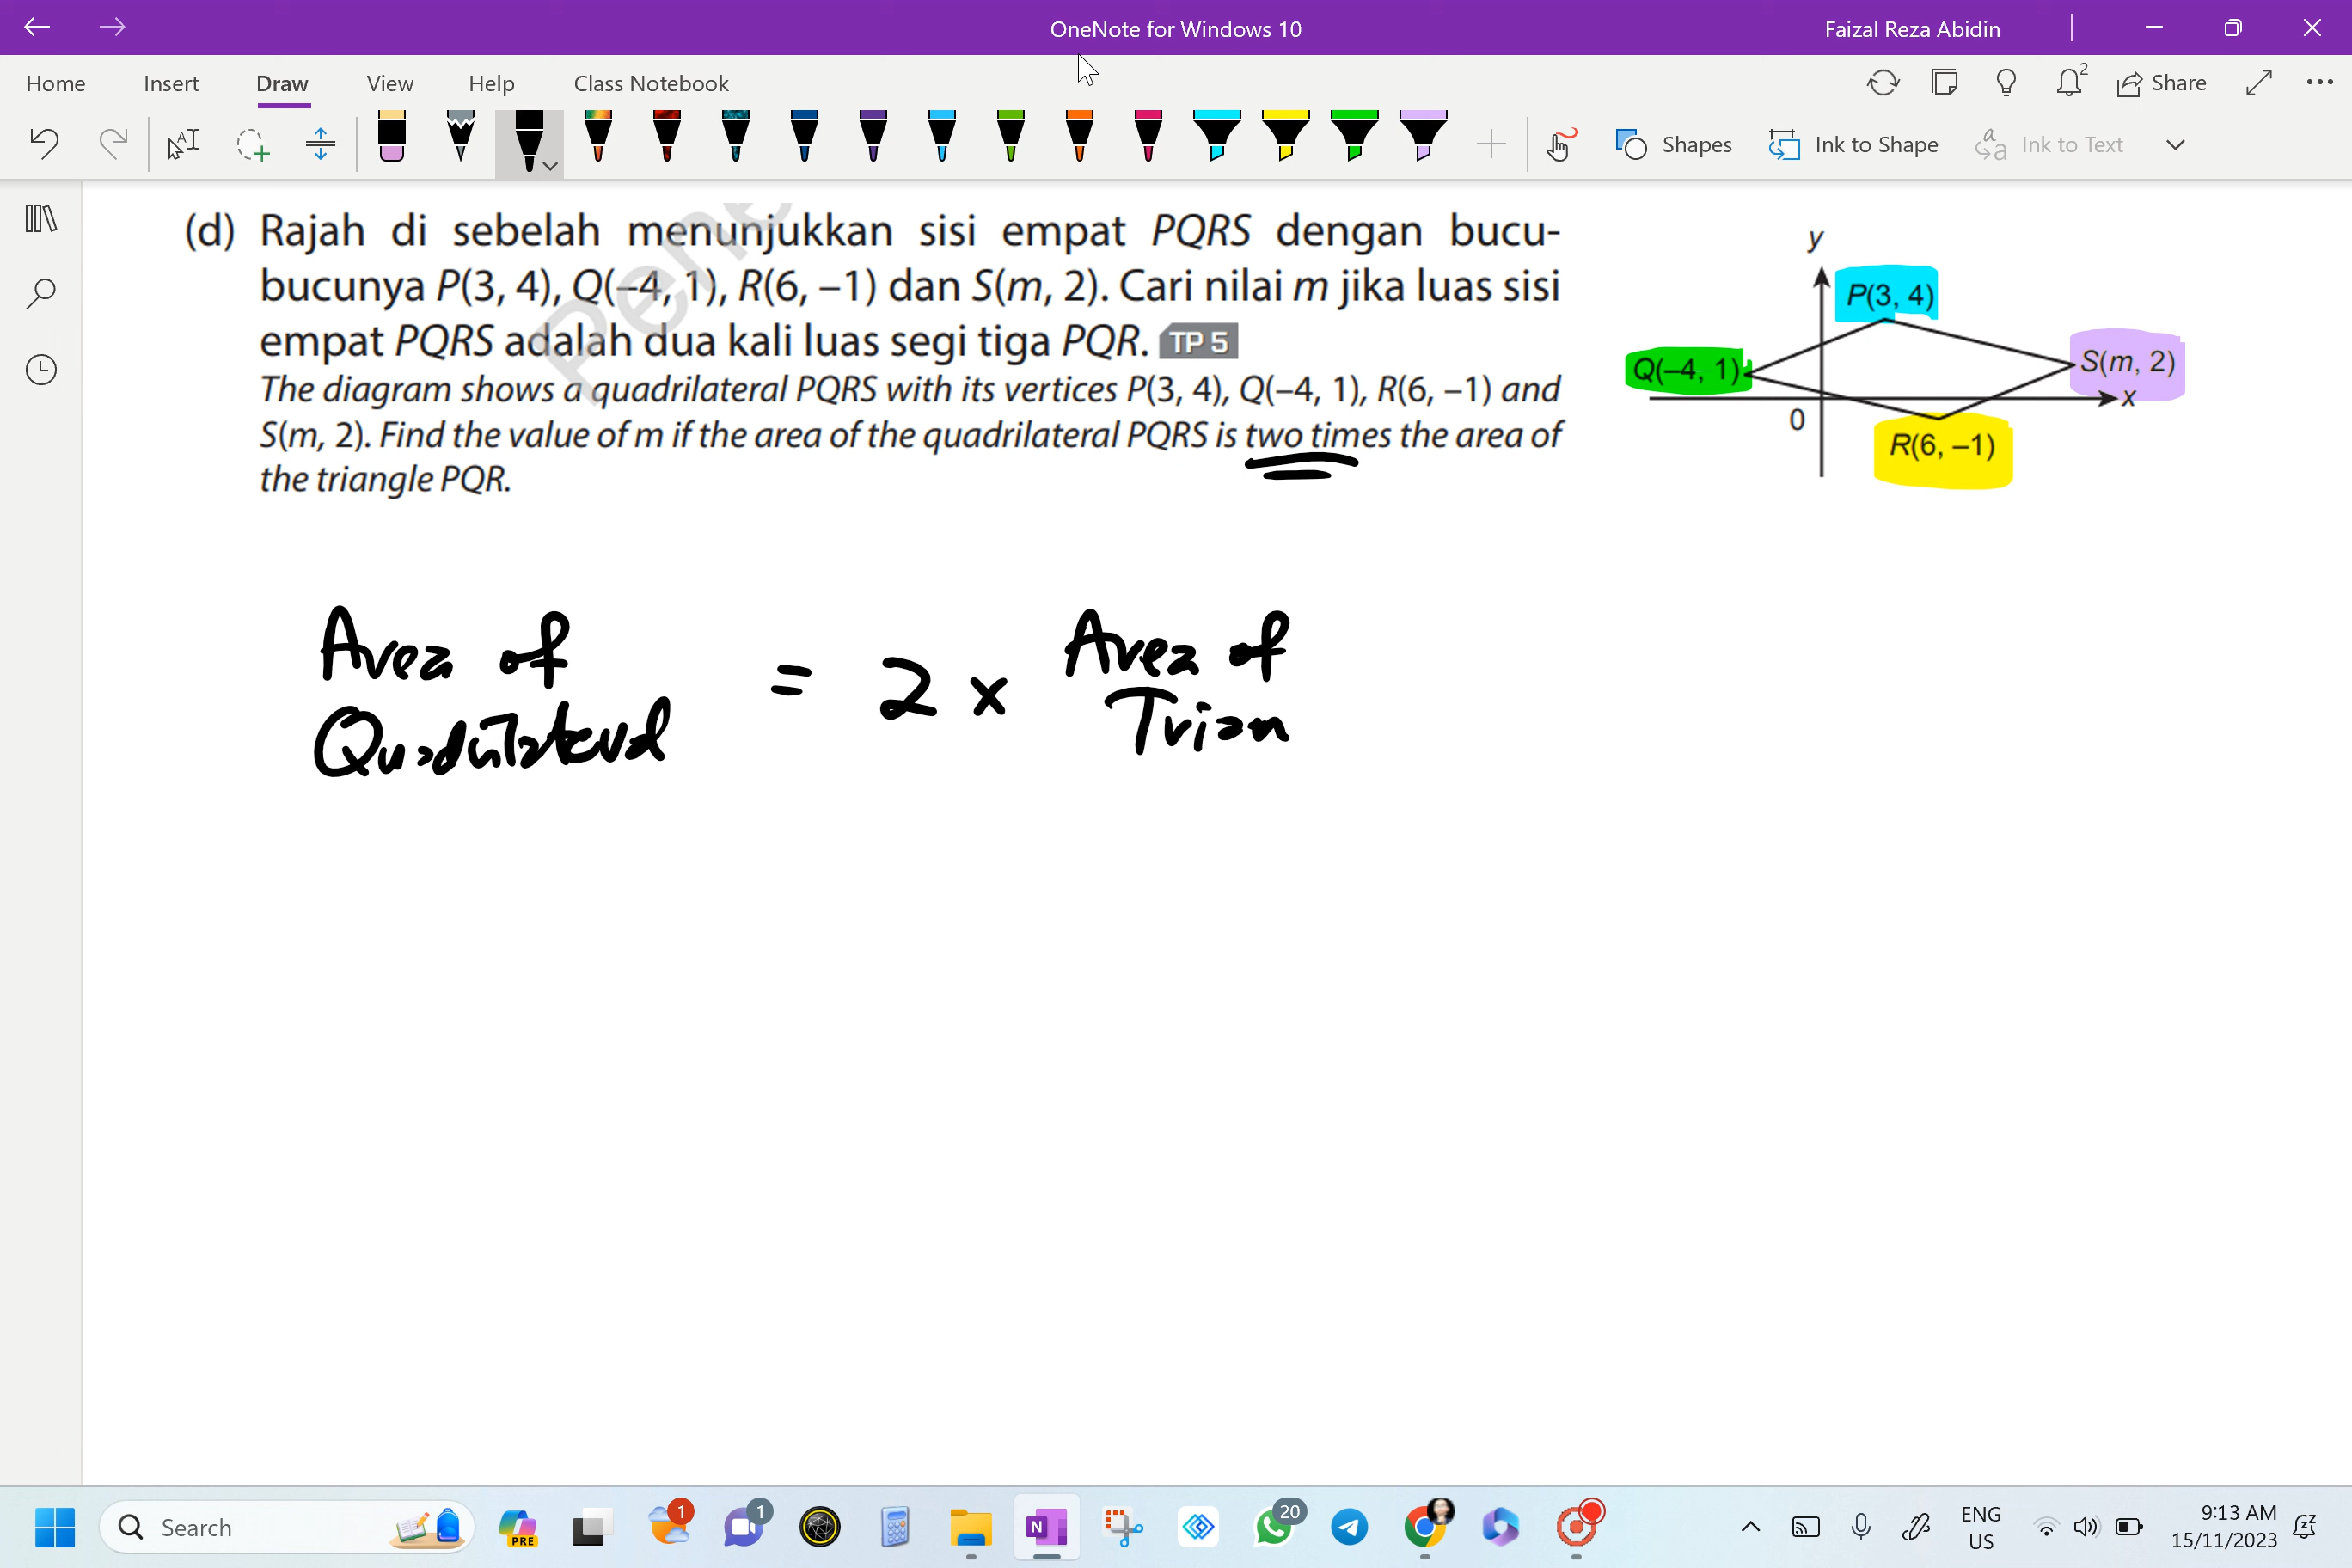 OneNote for Windows 10
Faizal Reza Abidin
Home Insert Draw View Help Class Notebook
2
Share
Shapes
Ink to Shape
Ink to Text
Pene
(d) Rajah di sebelah menunjukkan sisi empat PQRS dengan bucu-
bucunya P(3, 4), Q(–4, 1), R(6, –1) dan S(m, 2). Cari nilai m jika luas sisi
empat PQRS adalah dua kali luas segi tiga PQR. TP 5
The diagram shows a quadrilateral PQRS with its vertices P(3, 4), Q(–4, 1), R(6, –1) and
S(m, 2). Find the value of m if the area of the quadrilateral PQRS is two times the area of
the triangle PQR.
y
P(3, 4)
Q(–4, 1)
S(m, 2)
x
0
R(6, –1)
Area of
Quadrilateral
= 2 ×
Area of
Trian
Search
PRE
1
1
N
20
ENG
US
9:13 AM
15/11/2023